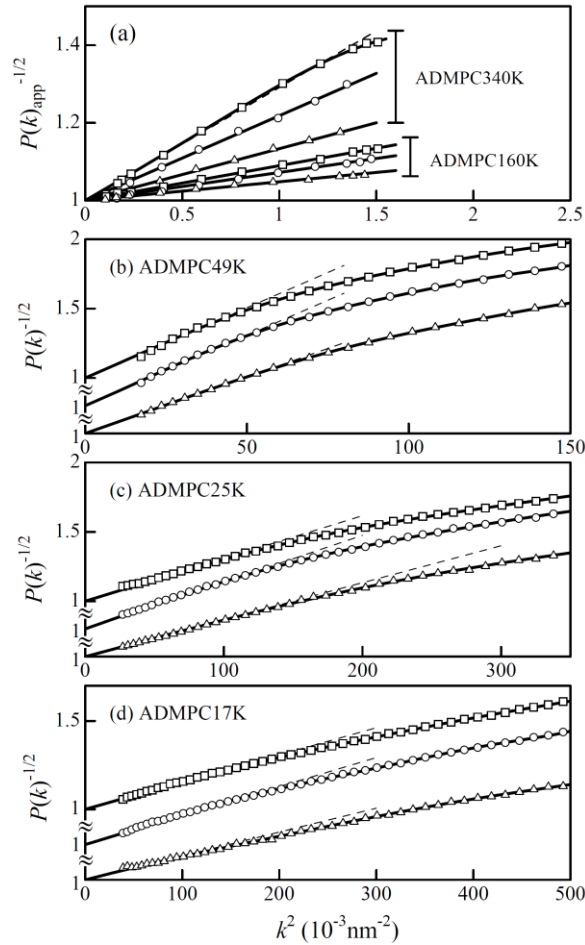 (a)
P(k)app-1/2
1.4
1.2
1
ADMPC340K
ADMPC160K
0 0.5 1 1.5 2 2.5
(b) ADMPC49K
P(k)-1/2
2
1.5
1
1
1
0 50 100 150
(c) ADMPC25K
P(k)-1/2
2
1.5
1
1
1
0 100 200 300
(d) ADMPC17K
P(k)-1/2
1.5
1
1
1
0 100 200 300 400 500
k2 (10-3nm-2)